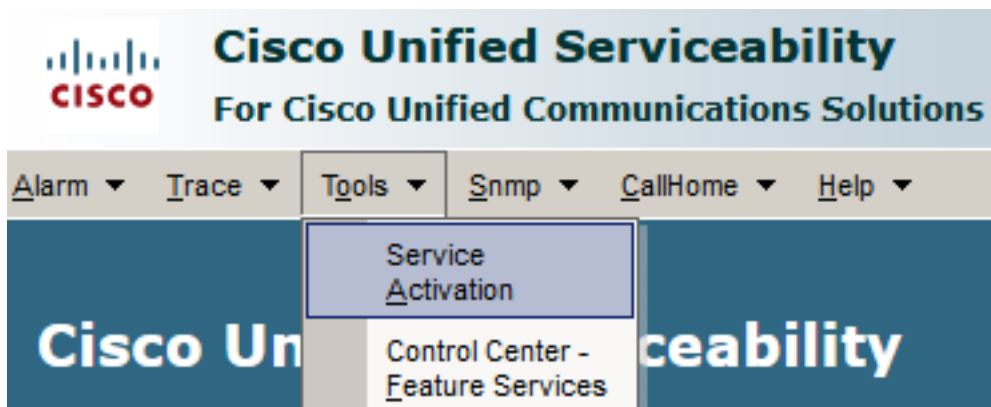 CISCO
Cisco Unified Serviceability
For Cisco Unified Communications Solutions
Alarm Trace Tools Snmp CallHome Help
Service
Activation
Cisco Un ceability
Control Center -
Feature Services